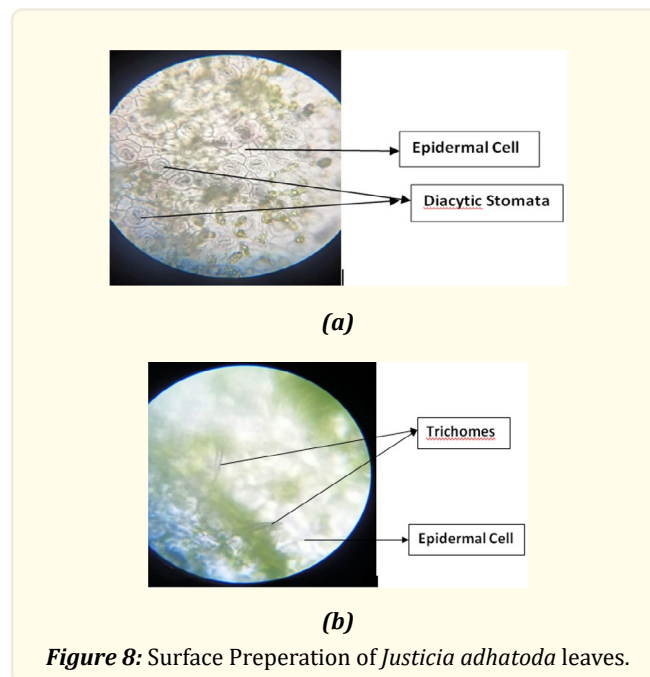 Epidermal Cell
Diacytic Stomata
(a)
Trichomes
Epidermal Cell
(b)
Figure 8: Surface Preperation of Justicia adhatoda leaves.